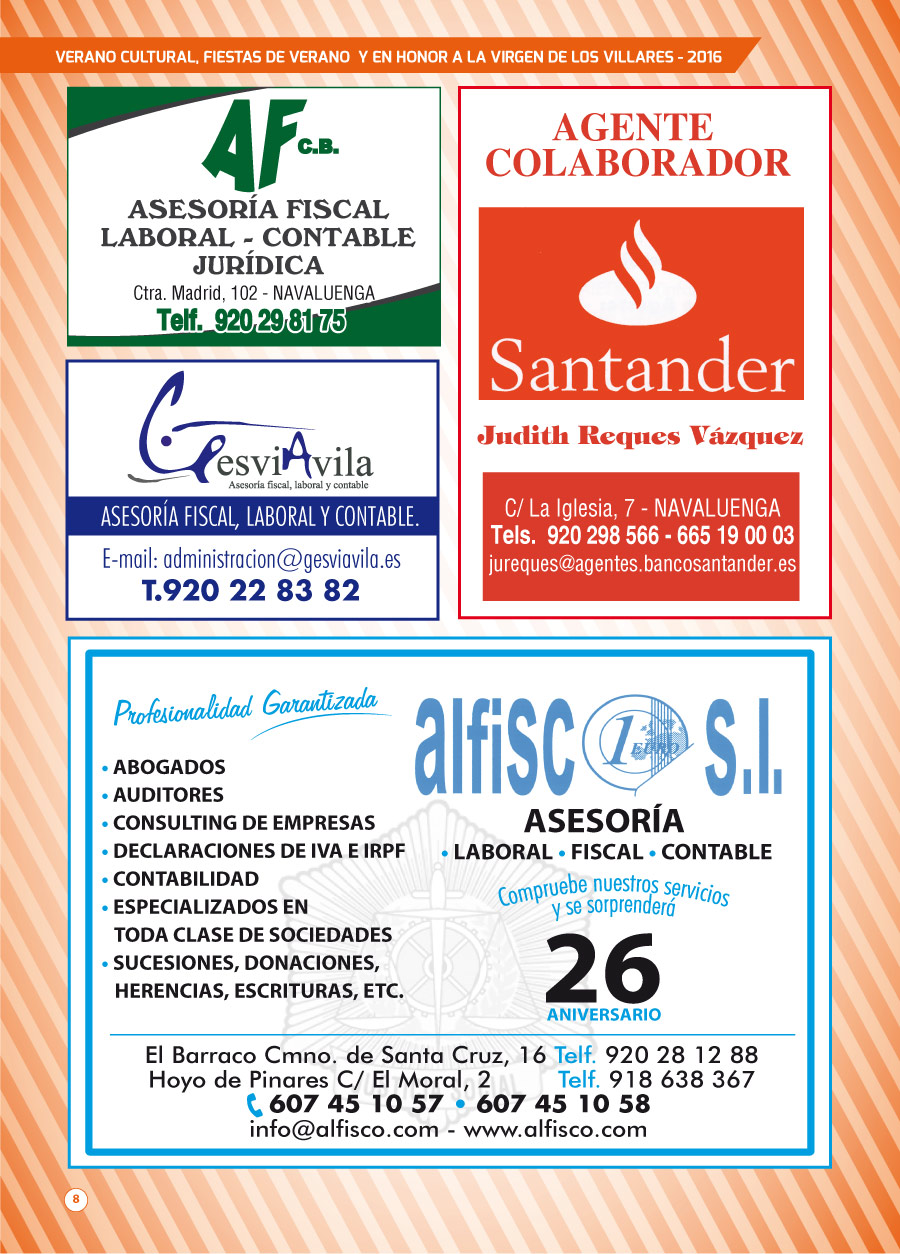 VERANO CULTURAL, FIESTAS DE VERANO Y EN HONOR A LA VIRGEN DE LOS VILLARES - 2016
AF C.B.
ASESORÍA FISCAL
LABORAL - CONTABLE
JURÍDICA
Ctra. Madrid, 102 - NAVALUENGA
Telf. 920 29 81 75
AGENTE
COLABORADOR
Santander
Judith Reques Vázquez
C/ La Iglesia, 7 - NAVALUENGA
Tels. 920 298 566 - 665 19 00 03
jureques@agentes.bancosantander.es
GesviAvila
Asesoría fiscal, laboral y contable
ASESORÍA FISCAL, LABORAL Y CONTABLE.
E-mail: administracion@gesviavila.es
T.920 22 83 82
Profesionalidad Garantizada
• ABOGADOS
• AUDITORES
• CONSULTING DE EMPRESAS
• DECLARACIONES DE IVA E IRPF
• CONTABILIDAD
• ESPECIALIZADOS EN
TODA CLASE DE SOCIEDADES
• SUCESIONES, DONACIONES,
HERENCIAS, ESCRITURAS, ETC.
alfisc s.l.
1 EURO
ASESORÍA
• LABORAL • FISCAL • CONTABLE
Compruebe nuestros servicios
y se sorprenderá
26
ANIVERSARIO
El Barraco Cmno. de Santa Cruz, 16 Telf. 920 28 12 88
Hoyo de Pinares C/ El Moral, 2 Telf. 918 638 367
607 45 10 57 • 607 45 10 58
info@alfisco.com - www.alfisco.com
8